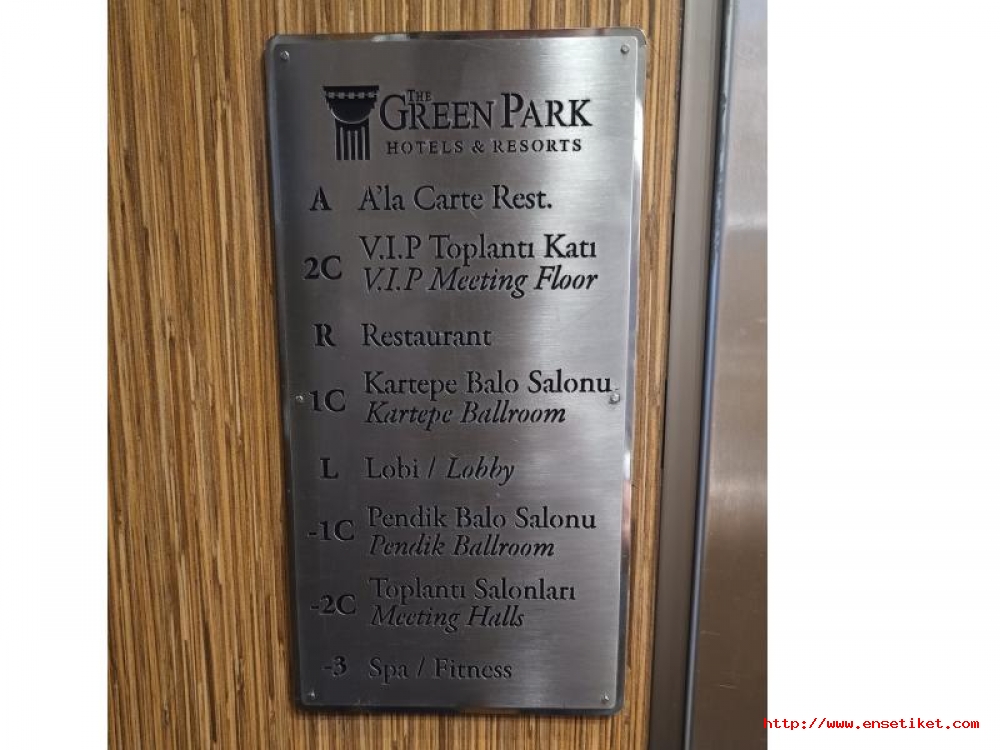 THE
GREEN PARK
HOTELS & RESORTS
A A'la Carte Rest.
2C V.I.P Toplantı Katı
V.I.P Meeting Floor
R Restaurant
1C Kartepe Balo Salonu
Kartepe Ballroom
L Lobi / Lobby
-1C Pendik Balo Salonu
Pendik Ballroom
-2C Toplantı Salonları
Meeting Halls
-3 Spa / Fitness
http://www.ensetiket.com